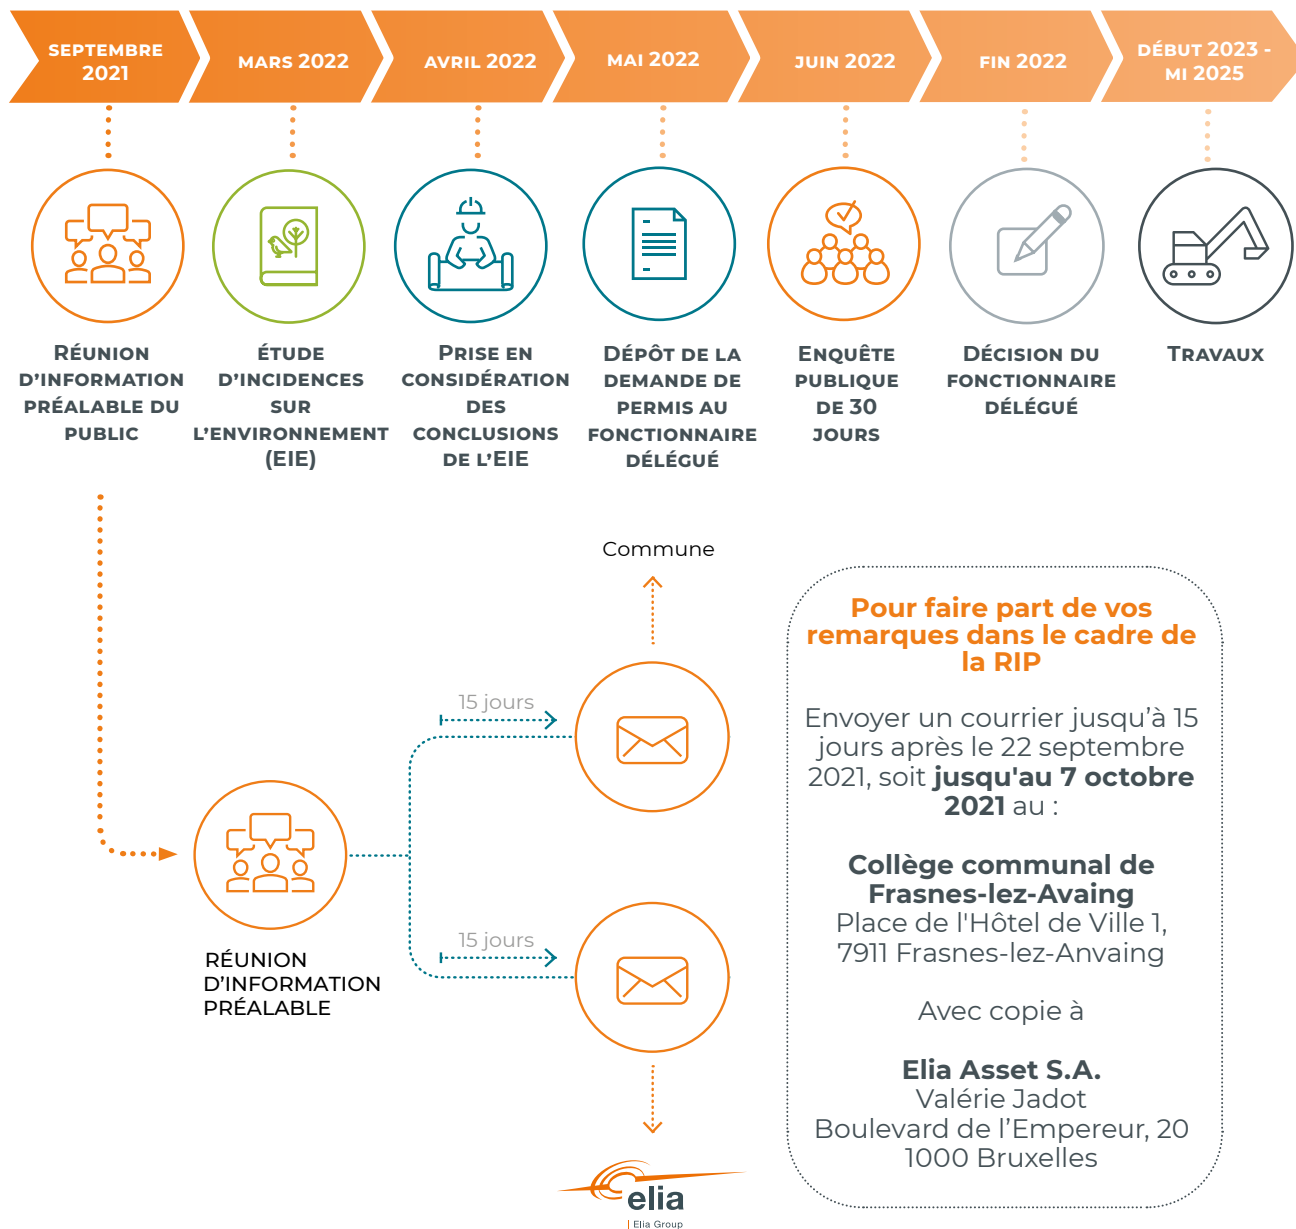 SEPTEMBRE
2021
MARS 2022
AVRIL 2022
MAI 2022
JUIN 2022
FIN 2022
DÉBUT 2023 -
MI 2025
RÉUNION
D'INFORMATION
PRÉALABLE DU
PUBLIC
ÉTUDE
D'INCIDENCES
SUR
L'ENVIRONNEMENT
(EIE)
PRISE EN
CONSIDÉRATION
DES
CONCLUSIONS
DE L'EIE
DÉPÔT DE LA
DEMANDE DE
PERMIS AU
FONCTIONNAIRE
DÉLÉGUÉ
ENQUÊTE
PUBLIQUE
DE 30
JOURS
DÉCISION DU
FONCTIONNAIRE
DÉLÉGUÉ
TRAVAUX
Commune
15 jours
RÉUNION
D'INFORMATION
PRÉALABLE
15 jours
elia
| Elia Group
Pour faire part de vos
remarques dans le cadre de
la RIP
Envoyer un courrier jusqu'à 15
jours après le 22 septembre
2021, soit jusqu'au 7 octobre
2021 au :
Collège communal de
Frasnes-lez-Avaing
Place de l'Hôtel de Ville 1,
7911 Frasnes-lez-Anvaing
Avec copie à
Elia Asset S.A.
Valérie Jadot
Boulevard de l'Empereur, 20
1000 Bruxelles